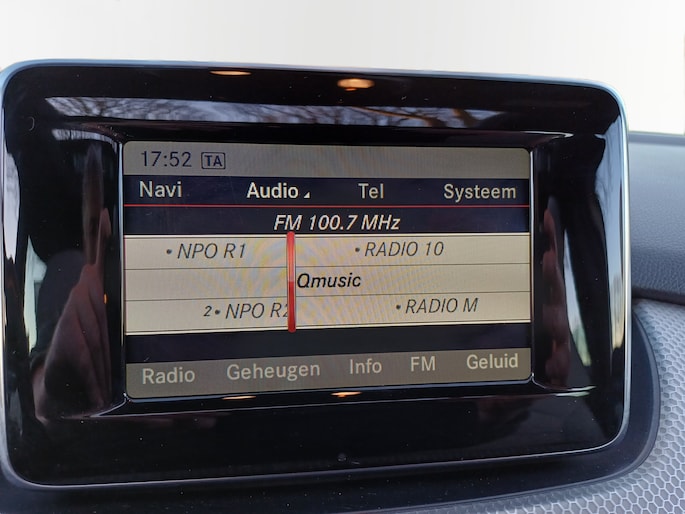 17:52 TA
Navi Audio Tel Systeem
FM 100.7 MHz
• NPO R1 • RADIO 10
Qmusic
2 • NPO R2 • RADIO M
Radio Geheugen Info FM Geluid